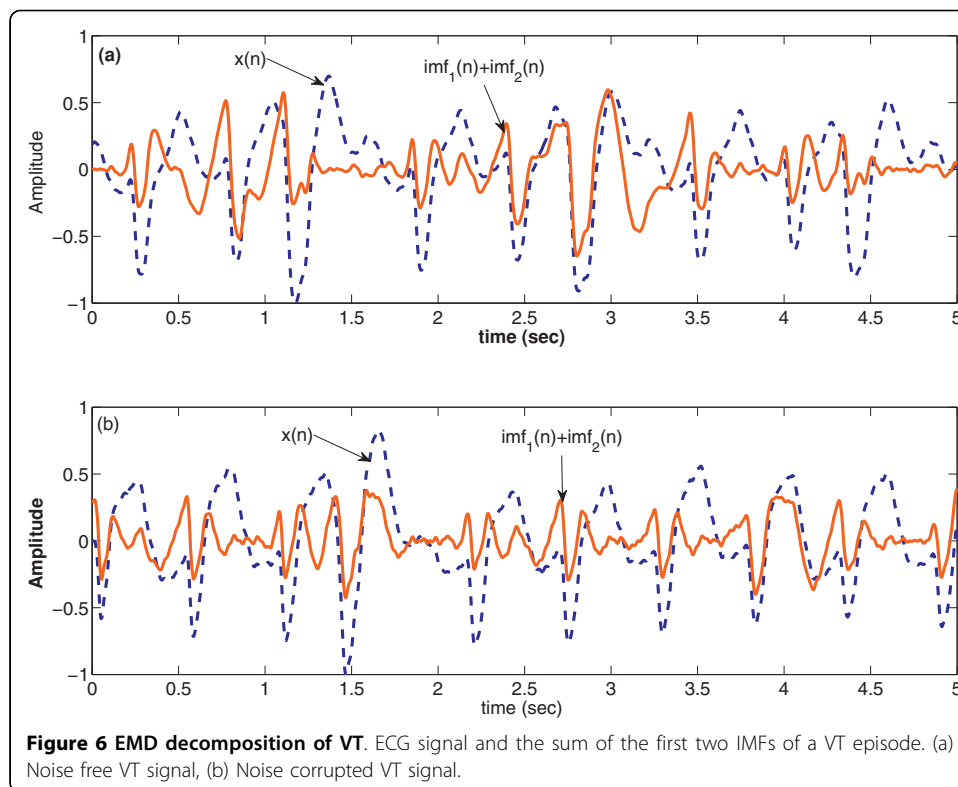 (a)
x(n)
imf1(n)+imf2(n)
Amplitude
1
0.5
0
−0.5
−1
0 0.5 1 1.5 2 2.5 3 3.5 4 4.5 5
time (sec)
(b)
x(n)
imf1(n)+imf2(n)
Amplitude
1
0.5
0
−0.5
−1
0 0.5 1 1.5 2 2.5 3 3.5 4 4.5 5
time (sec)
Figure 6 EMD decomposition of VT. ECG signal and the sum of the first two IMFs of a VT episode. (a)
Noise free VT signal, (b) Noise corrupted VT signal.